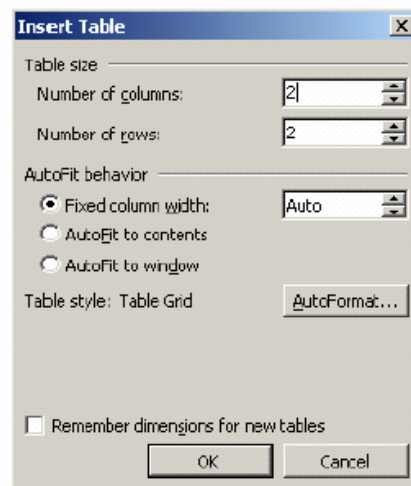 Insert Table
Table size
Number of columns: 2
Number of rows: 2
AutoFit behavior
Fixed column width: Auto
AutoFit to contents
AutoFit to window
Table style: Table Grid AutoFormat...
Remember dimensions for new tables
OK Cancel